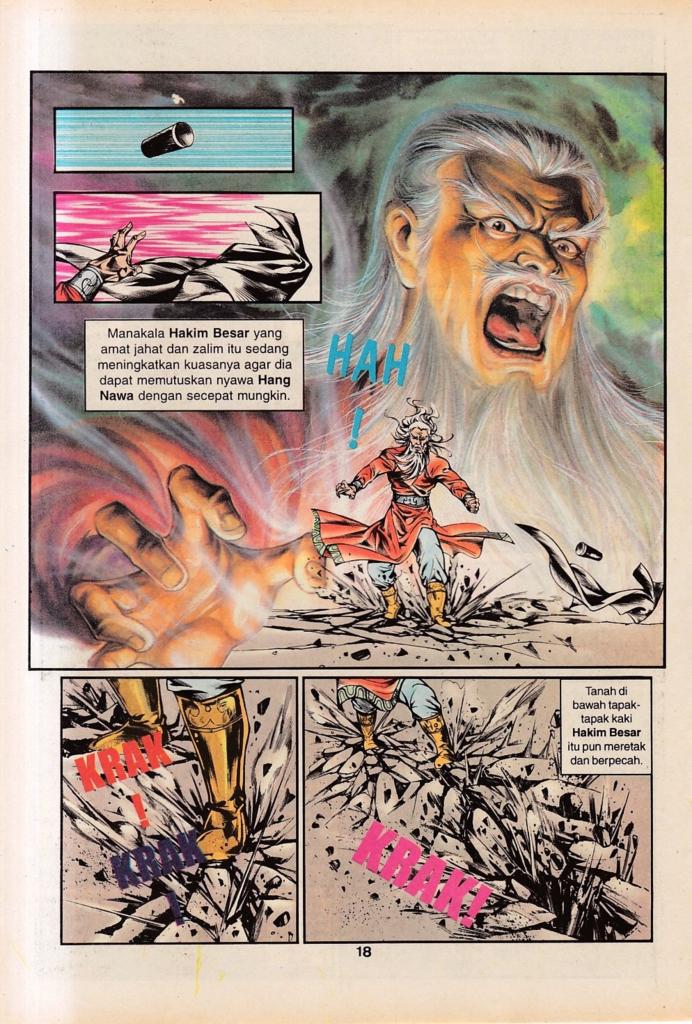 Manakala Hakim Besar yang
amat jahat dan zalim itu sedang
meningkatkan kuasanya agar dia
dapat memutuskan nyawa Hang
Nawa dengan secepat mungkin.
HAH
!
KRAK
!
KRAK
!
Tanah di
bawah tapak-
tapak kaki
Hakim Besar
itu pun meretak
dan berpecah.
KRAK!
18